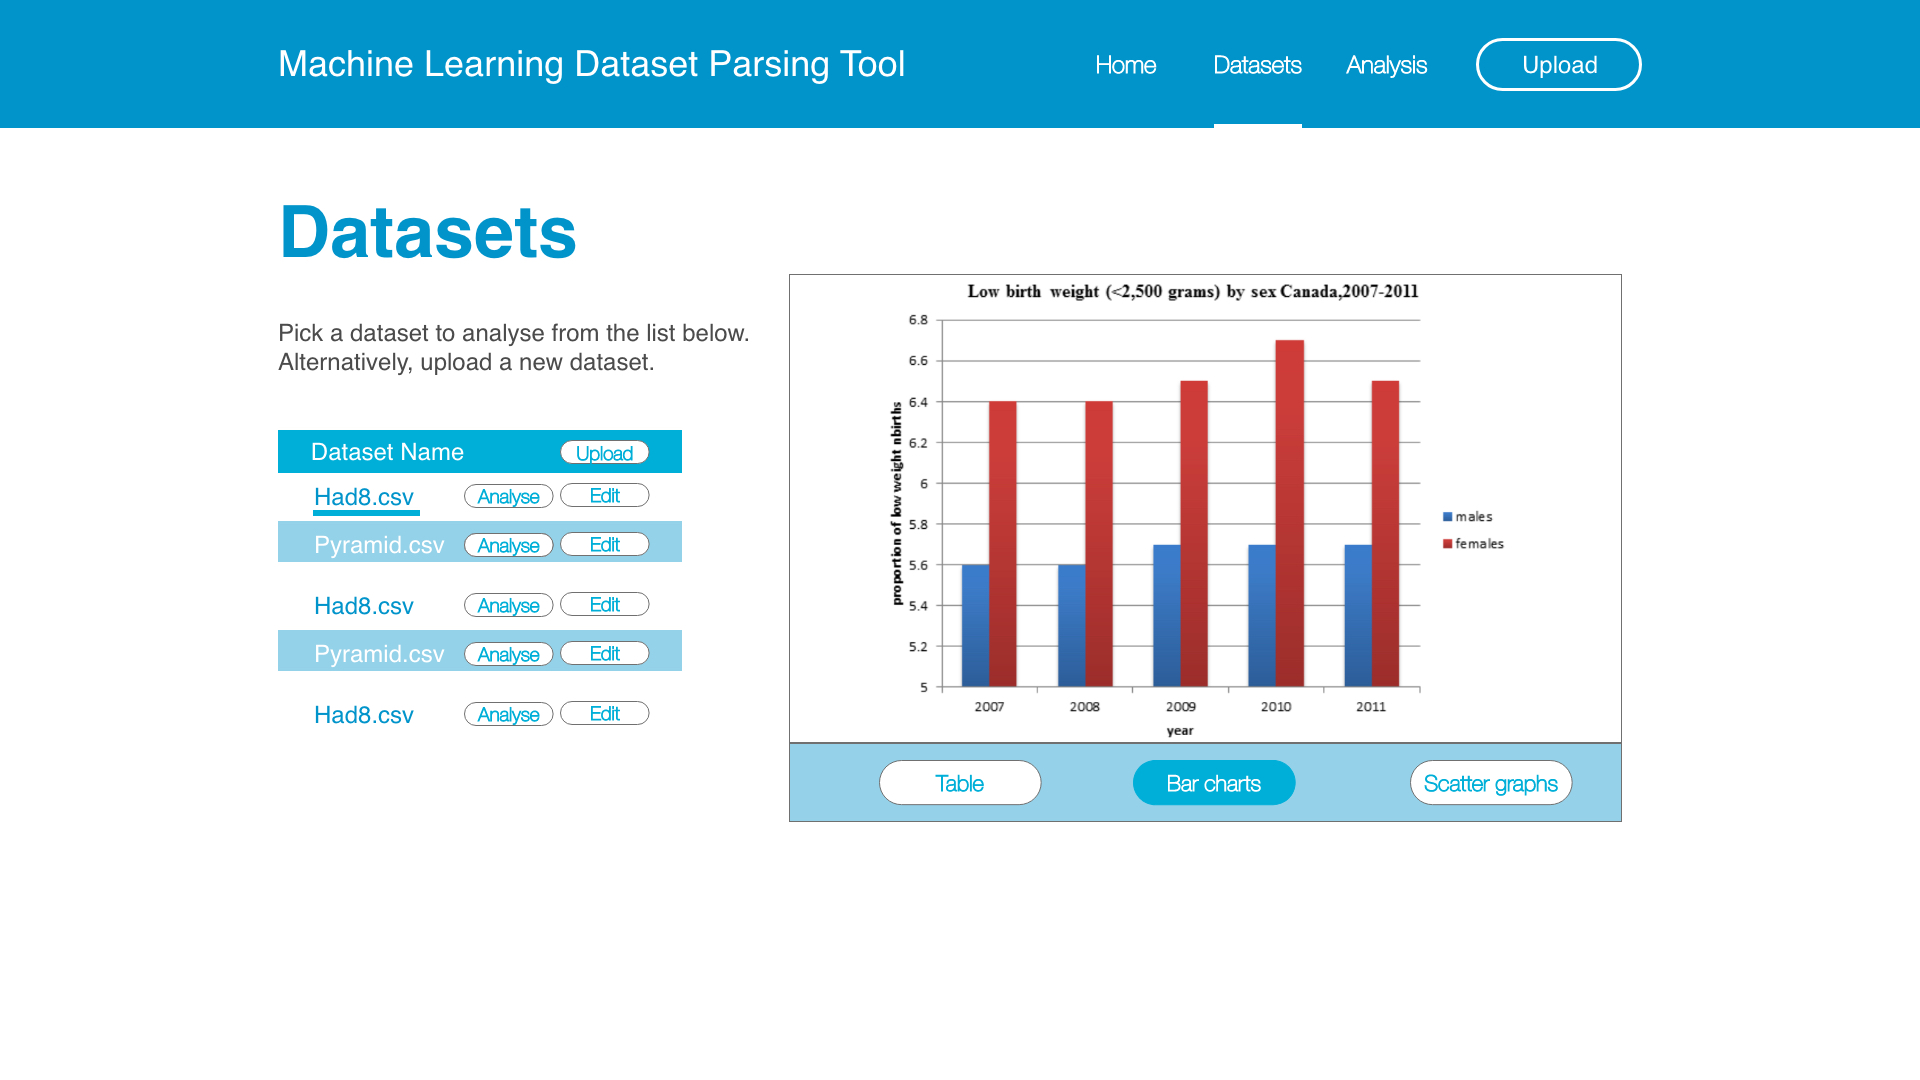 Machine Learning Dataset Parsing Tool
Home Datasets Analysis Upload
Datasets
Pick a dataset to analyse from the list below.
Alternatively, upload a new dataset.
Dataset Name Upload
Had8.csv Analyse Edit
Pyramid.csv Analyse Edit
Had8.csv Analyse Edit
Pyramid.csv Analyse Edit
Had8.csv Analyse Edit
Low birth weight (<2,500 grams) by sex Canada,2007-2011
proportion of low weight nbirths
6.8
6.6
6.4
6.2
6
5.8
5.6
5.4
5.2
5
2007 2008 2009 2010 2011
year
males
females
Table Bar charts Scatter graphs